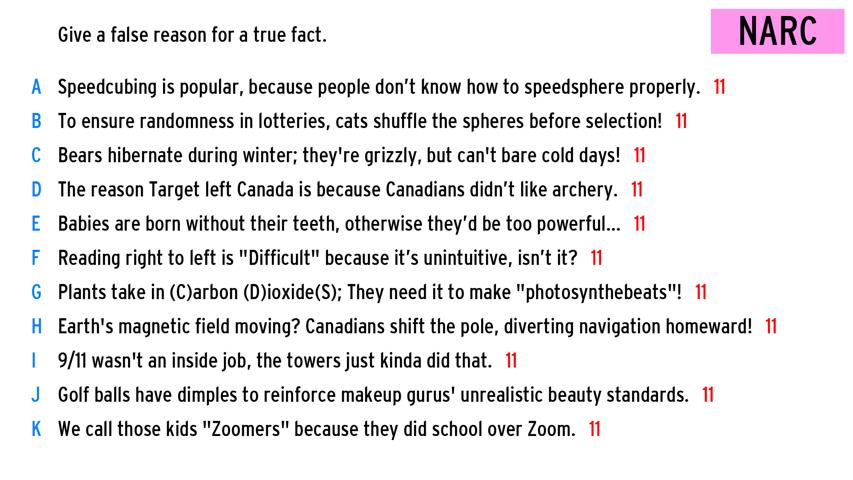 Give a false reason for a true fact.
NARC
A Speedcubing is popular, because people don’t know how to speedsphere properly. 11
B To ensure randomness in lotteries, cats shuffle the spheres before selection! 11
C Bears hibernate during winter; they're grizzly, but can't bare cold days! 11
D The reason Target left Canada is because Canadians didn’t like archery. 11
E Babies are born without their teeth, otherwise they’d be too powerful... 11
F Reading right to left is "Difficult" because it’s unintuitive, isn’t it? 11
G Plants take in (C)arbon (D)ioxide(S); They need it to make "photosynthebeats"! 11
H Earth's magnetic field moving? Canadians shift the pole, diverting navigation homeward! 11
I 9/11 wasn't an inside job, the towers just kinda did that. 11
J Golf balls have dimples to reinforce makeup gurus' unrealistic beauty standards. 11
K We call those kids "Zoomers" because they did school over Zoom. 11